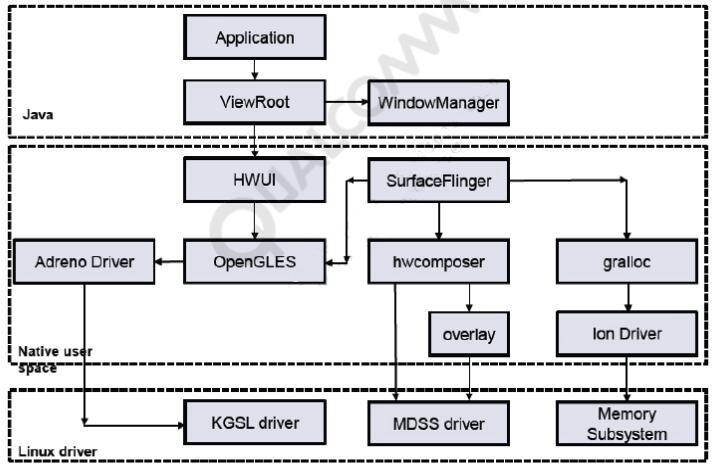 Application
ViewRoot
WindowManager
Java
HWUI
SurfaceFlinger
Adreno Driver
OpenGLES
hwcomposer
gralloc
overlay
Ion Driver
Native user
space
KGSL driver
MDSS driver
Memory
Subsystem
Linux driver
QUALCOMM